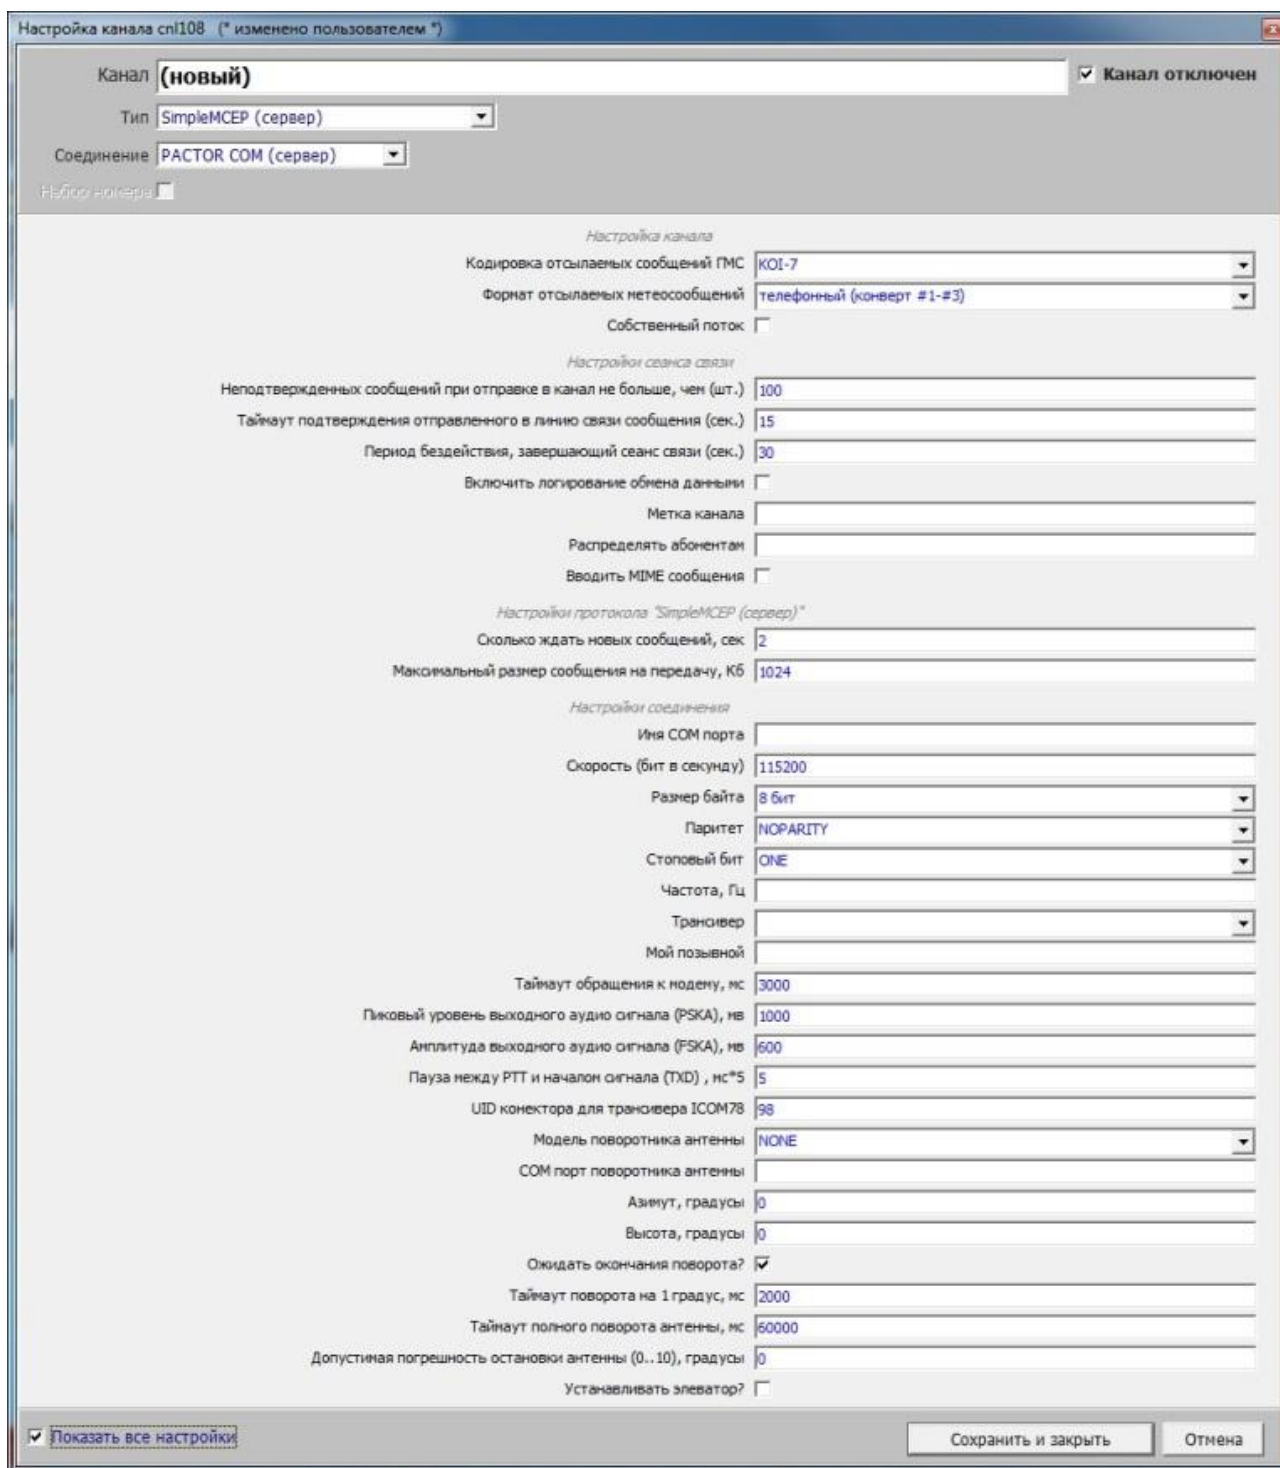 Настройка канала cnl108 (* изменено пользователем *)
Канал (новый) Канал отключен
Тип SimpleMCEP (сервер)
Соединение PACTOR COM (сервер)
Набор номера
Настройка канала
Кодировка отсылаемых сообщений ГМС KOI-7
Формат отсылаемых метеосообщений телефонный (конверт #1-#3)
Собственный поток
Настройки сеанса связи
Неподтвержденных сообщений при отправке в канал не больше, чем (шт.) 100
Таймаут подтверждения отправленного в линию связи сообщения (сек.) 15
Период бездействия, завершающий сеанс связи (сек.) 30
Включить логирование обмена данными
Метка канала
Распределять абонентам
Вводить MIME сообщения
Настройки протокола "SimpleMCEP (сервер)"
Сколько ждать новых сообщений, сек 2
Максимальный размер сообщения на передачу, Кб 1024
Настройки соединения
Имя COM порта
Скорость (бит в секунду) 115200
Размер байта 8 бит
Паритет NOPARITY
Стоповый бит ONE
Частота, Гц
Трансивер
Мой позывной
Таймаут обращения к модему, мс 3000
Пиковый уровень выходного аудио сигнала (PSKA), мв 1000
Амплитуда выходного аудио сигнала (FSKA), мв 600
Пауза между PTT и началом сигнала (TXD) , мс*5 5
UID конектора для трансивера ICOM78 98
Модель поворотника антенны NONE
COM порт поворотника антенны
Азимут, градусы 0
Высота, градусы 0
Ожидать окончания поворота?
Таймаут поворота на 1 градус, мс 2000
Таймаут полного поворота антенны, мс 60000
Допустимая погрешность остановки антенны (0..10), градусы 0
Устанавливать элеватор?
Показать все настройки Сохранить и закрыть Отмена